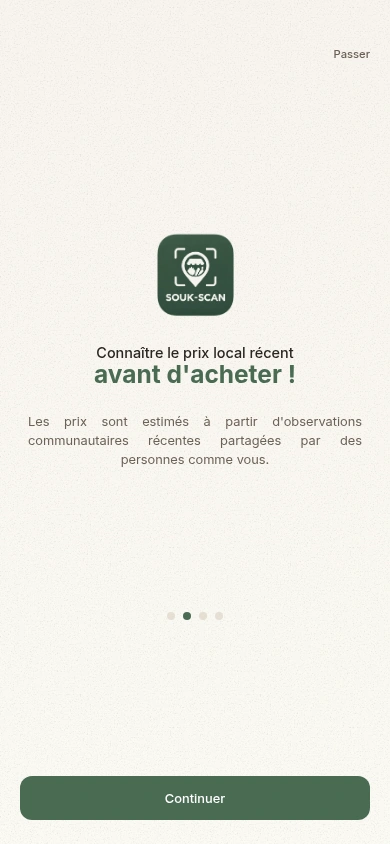 Passer
SOUK-SCAN
Connaître le prix local récent
avant d'acheter !
Les prix sont estimés à partir d'observations
communautaires récentes partagées par des
personnes comme vous.
Continuer